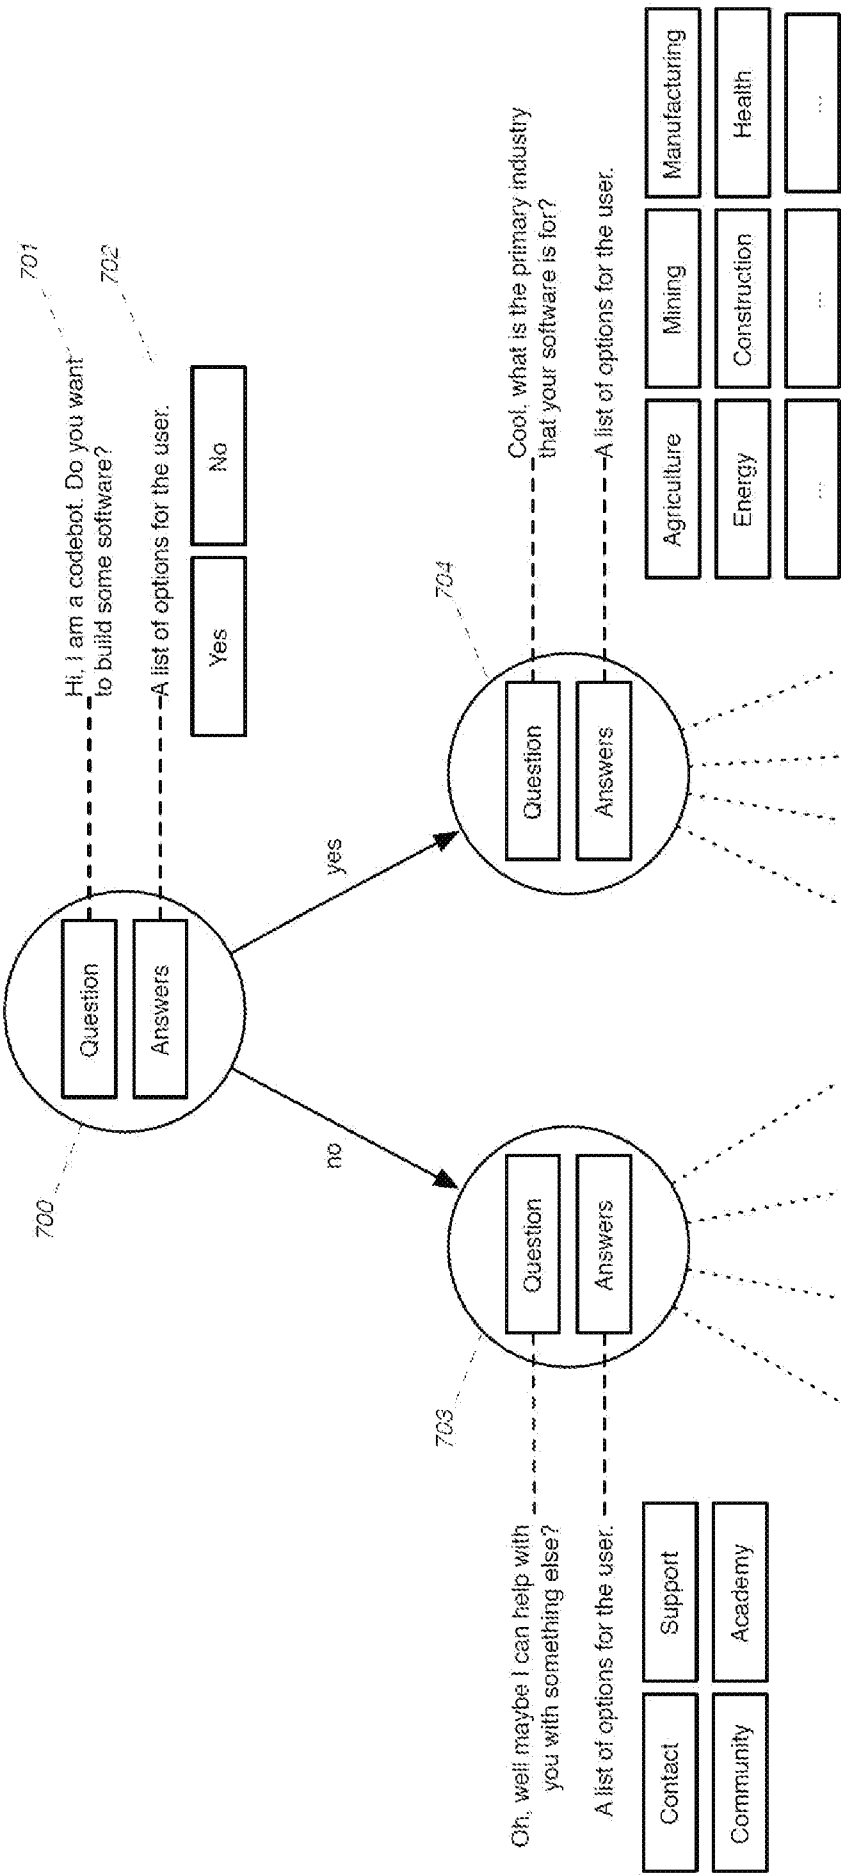 701
Hi, I am a codebot. Do you want
to build some software?
702
A list of options for the user.
Yes
No
700
Question
Answers
no
yes
703
Oh, well maybe I can help with
you with something else?
A list of options for the user.
Contact
Support
Community
Academy
Question
Answers
704
Question
Answers
Cool, what is the primary industry
that your software is for?
A list of options for the user.
Agriculture
Mining
Manufacturing
Energy
Construction
Health
...
...
...